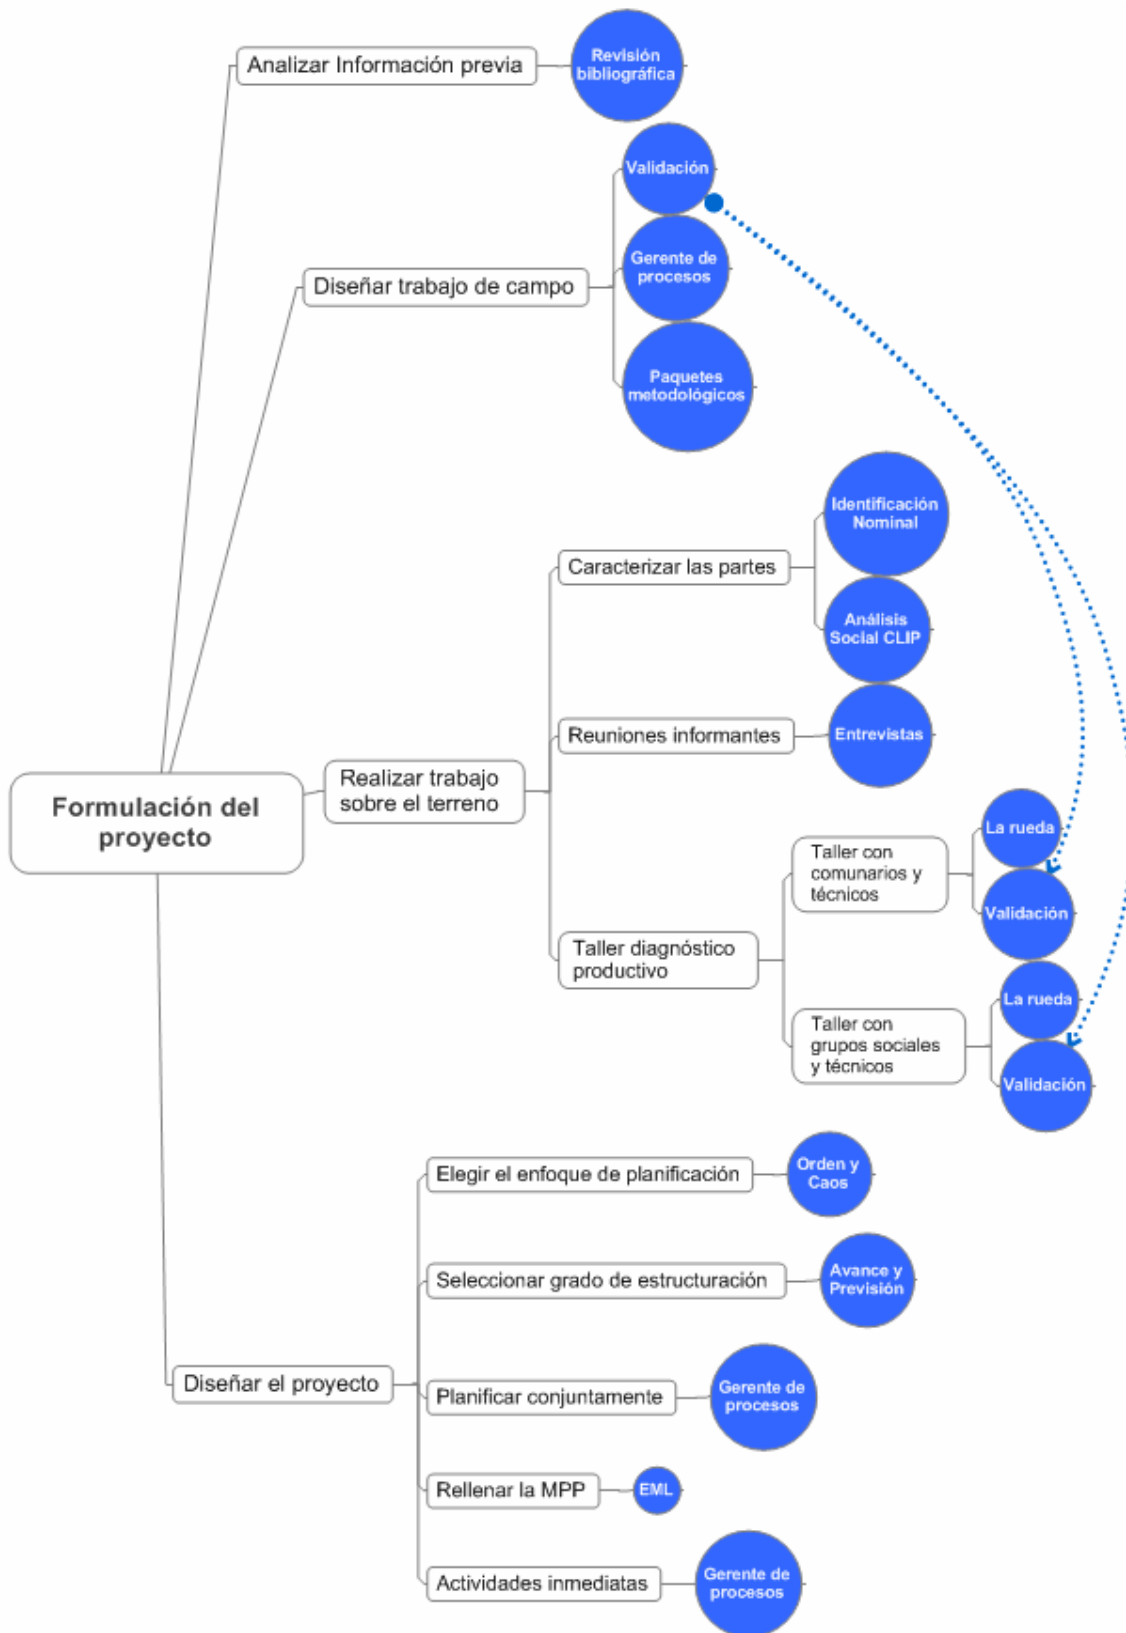 Analizar Información previa
Revisión
bibliográfica
Validación
Gerente de
procesos
Diseñar trabajo de campo
Paquetes
metodológicos
Identificación
Nominal
Caracterizar las partes
Análisis
Social CLIP
Reuniones informantes
Entrevistas
Formulación del
proyecto
Realizar trabajo
sobre el terreno
Taller con
comunarios y
técnicos
La rueda
Validación
Taller diagnóstico
productivo
Taller con
grupos sociales
y técnicos
La rueda
Validación
Elegir el enfoque de planificación
Orden y
Caos
Seleccionar grado de estructuración
Avance y
Previsión
Diseñar el proyecto
Planificar conjuntamente
Gerente de
procesos
Rellenar la MPP
EML
Actividades inmediatas
Gerente de
procesos